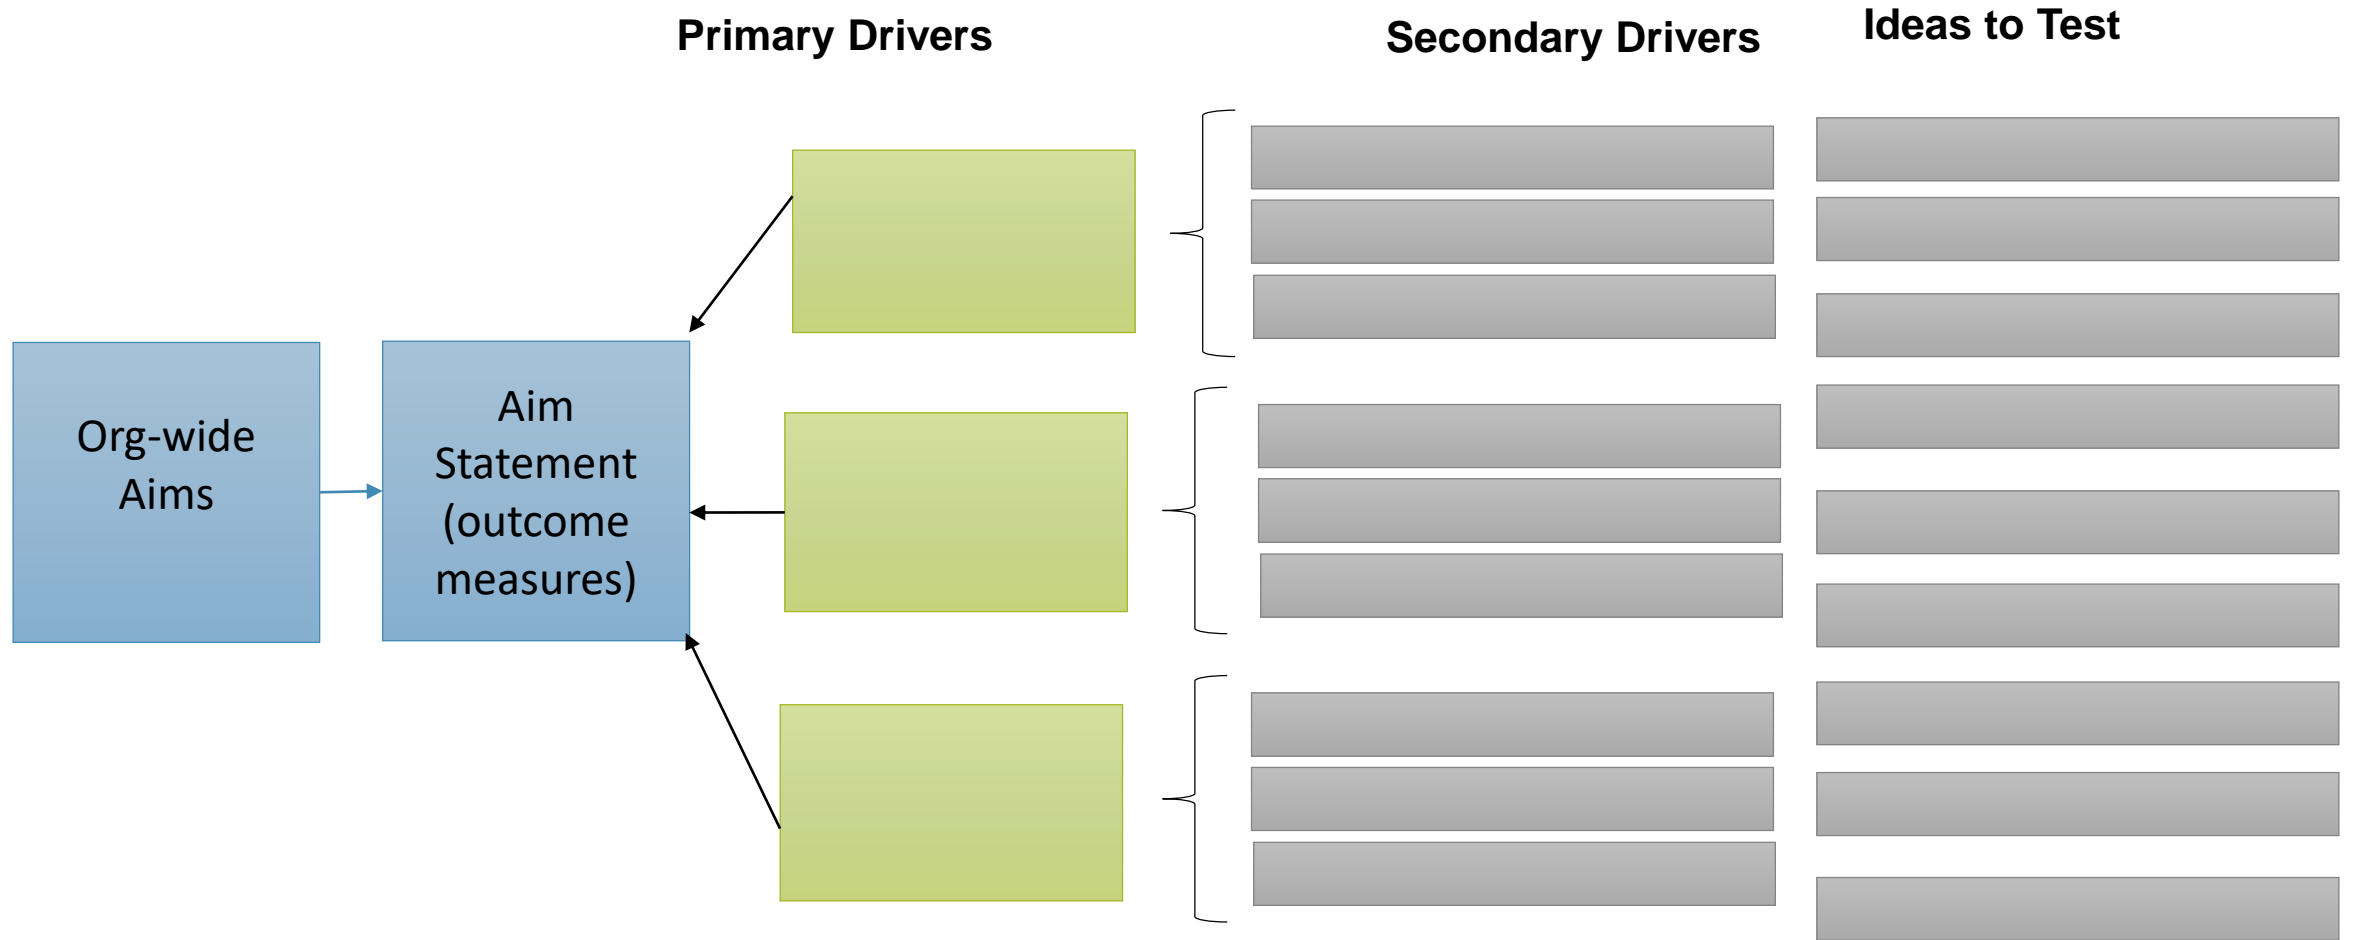 Primary Drivers
Secondary Drivers
Ideas to Test
Org-wide
Aims
Aim
Statement
(outcome
measures)